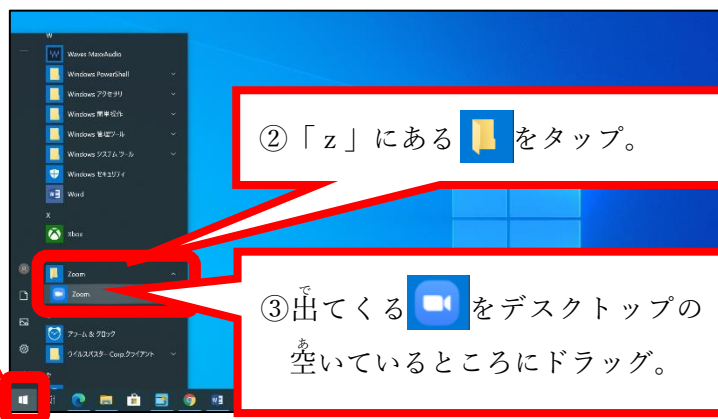 W
Waves MaxxAudio
Windows PowerShell
Windows アクセサリ
Windows 簡単操作
Windows 管理ツール
Windows システム ツール
Windows セキュリティ
Word
X
Xbox
Zoom
Zoom
アラーム & クロック
ウイルスバスター Corp.クライアント
②「z」にある をタップ。
③出てくる をデスクトップの
空いているところにドラッグ。
で
あ